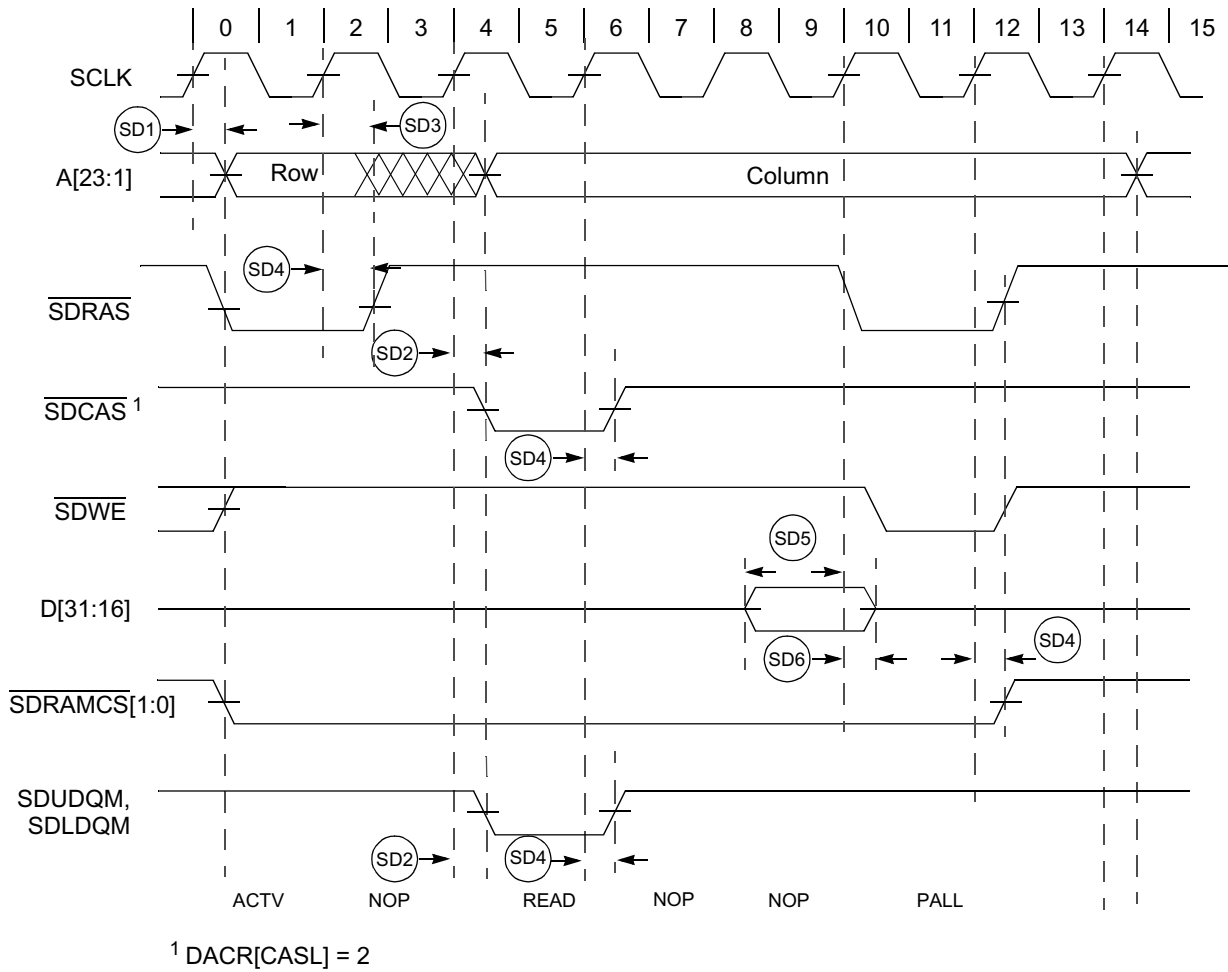 0 1 2 3 4 5 6 7 8 9 10 11 12 13 14 15
SCLK
SD1 SD3
A[23:1] Row Column
SD4
SDRAS
SD2
SDCAS 1
SD4
SDWE
SD5
D[31:16]
SD6 SD4
SDRAMCS[1:0]
SDUDQM,
SDLDQM
SD2 SD4
ACTV NOP READ NOP NOP PALL
1 DACR[CASL] = 2